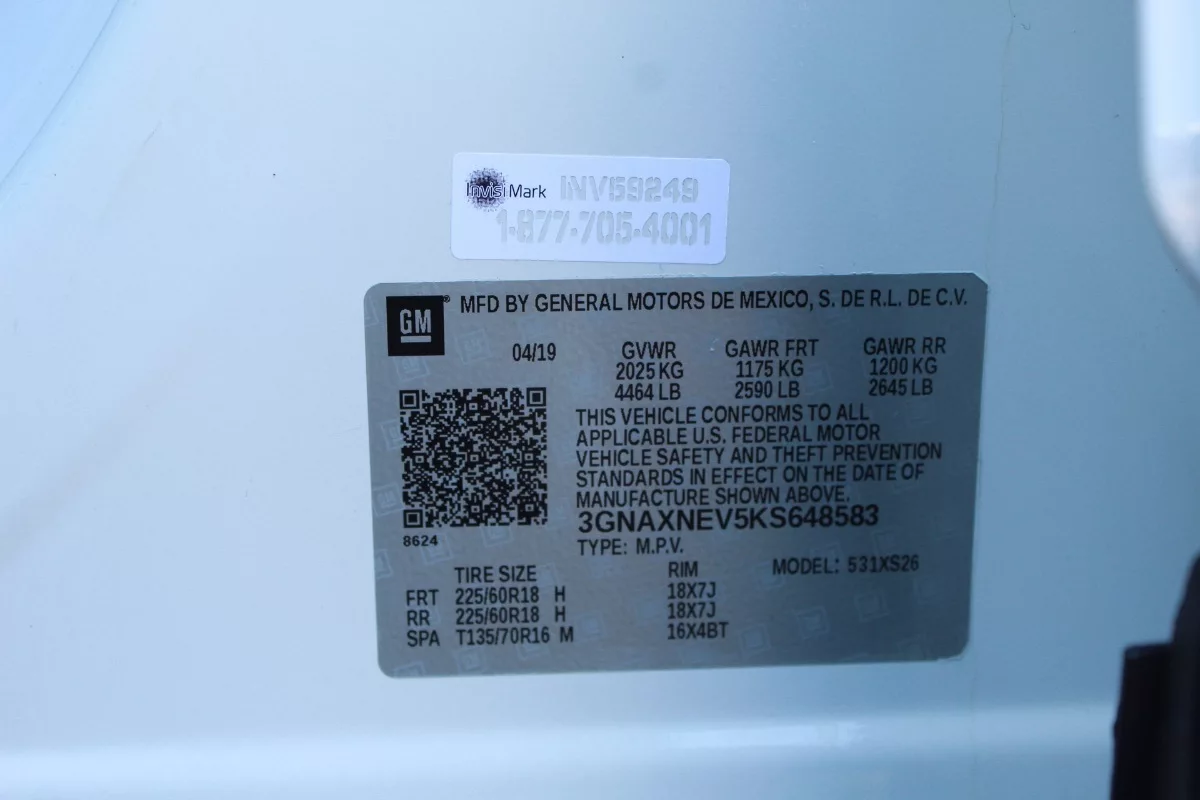 InvisiMark INV59249
1-877-705-4001
GM® MFD BY GENERAL MOTORS DE MEXICO, S. DE R.L. DE C.V.
04/19 GVWR GAWR FRT GAWR RR
2025 KG 1175 KG 1200 KG
4464 LB 2590 LB 2645 LB
THIS VEHICLE CONFORMS TO ALL
APPLICABLE U.S. FEDERAL MOTOR
VEHICLE SAFETY AND THEFT PREVENTION
STANDARDS IN EFFECT ON THE DATE OF
MANUFACTURE SHOWN ABOVE.
3GNAXNEV5KS648583
8624
TYPE: M.P.V.
MODEL: 531XS26
TIRE SIZE RIM
FRT 225/60R18 H 18X7J
RR 225/60R18 H 18X7J
SPA T135/70R16 M 16X4BT